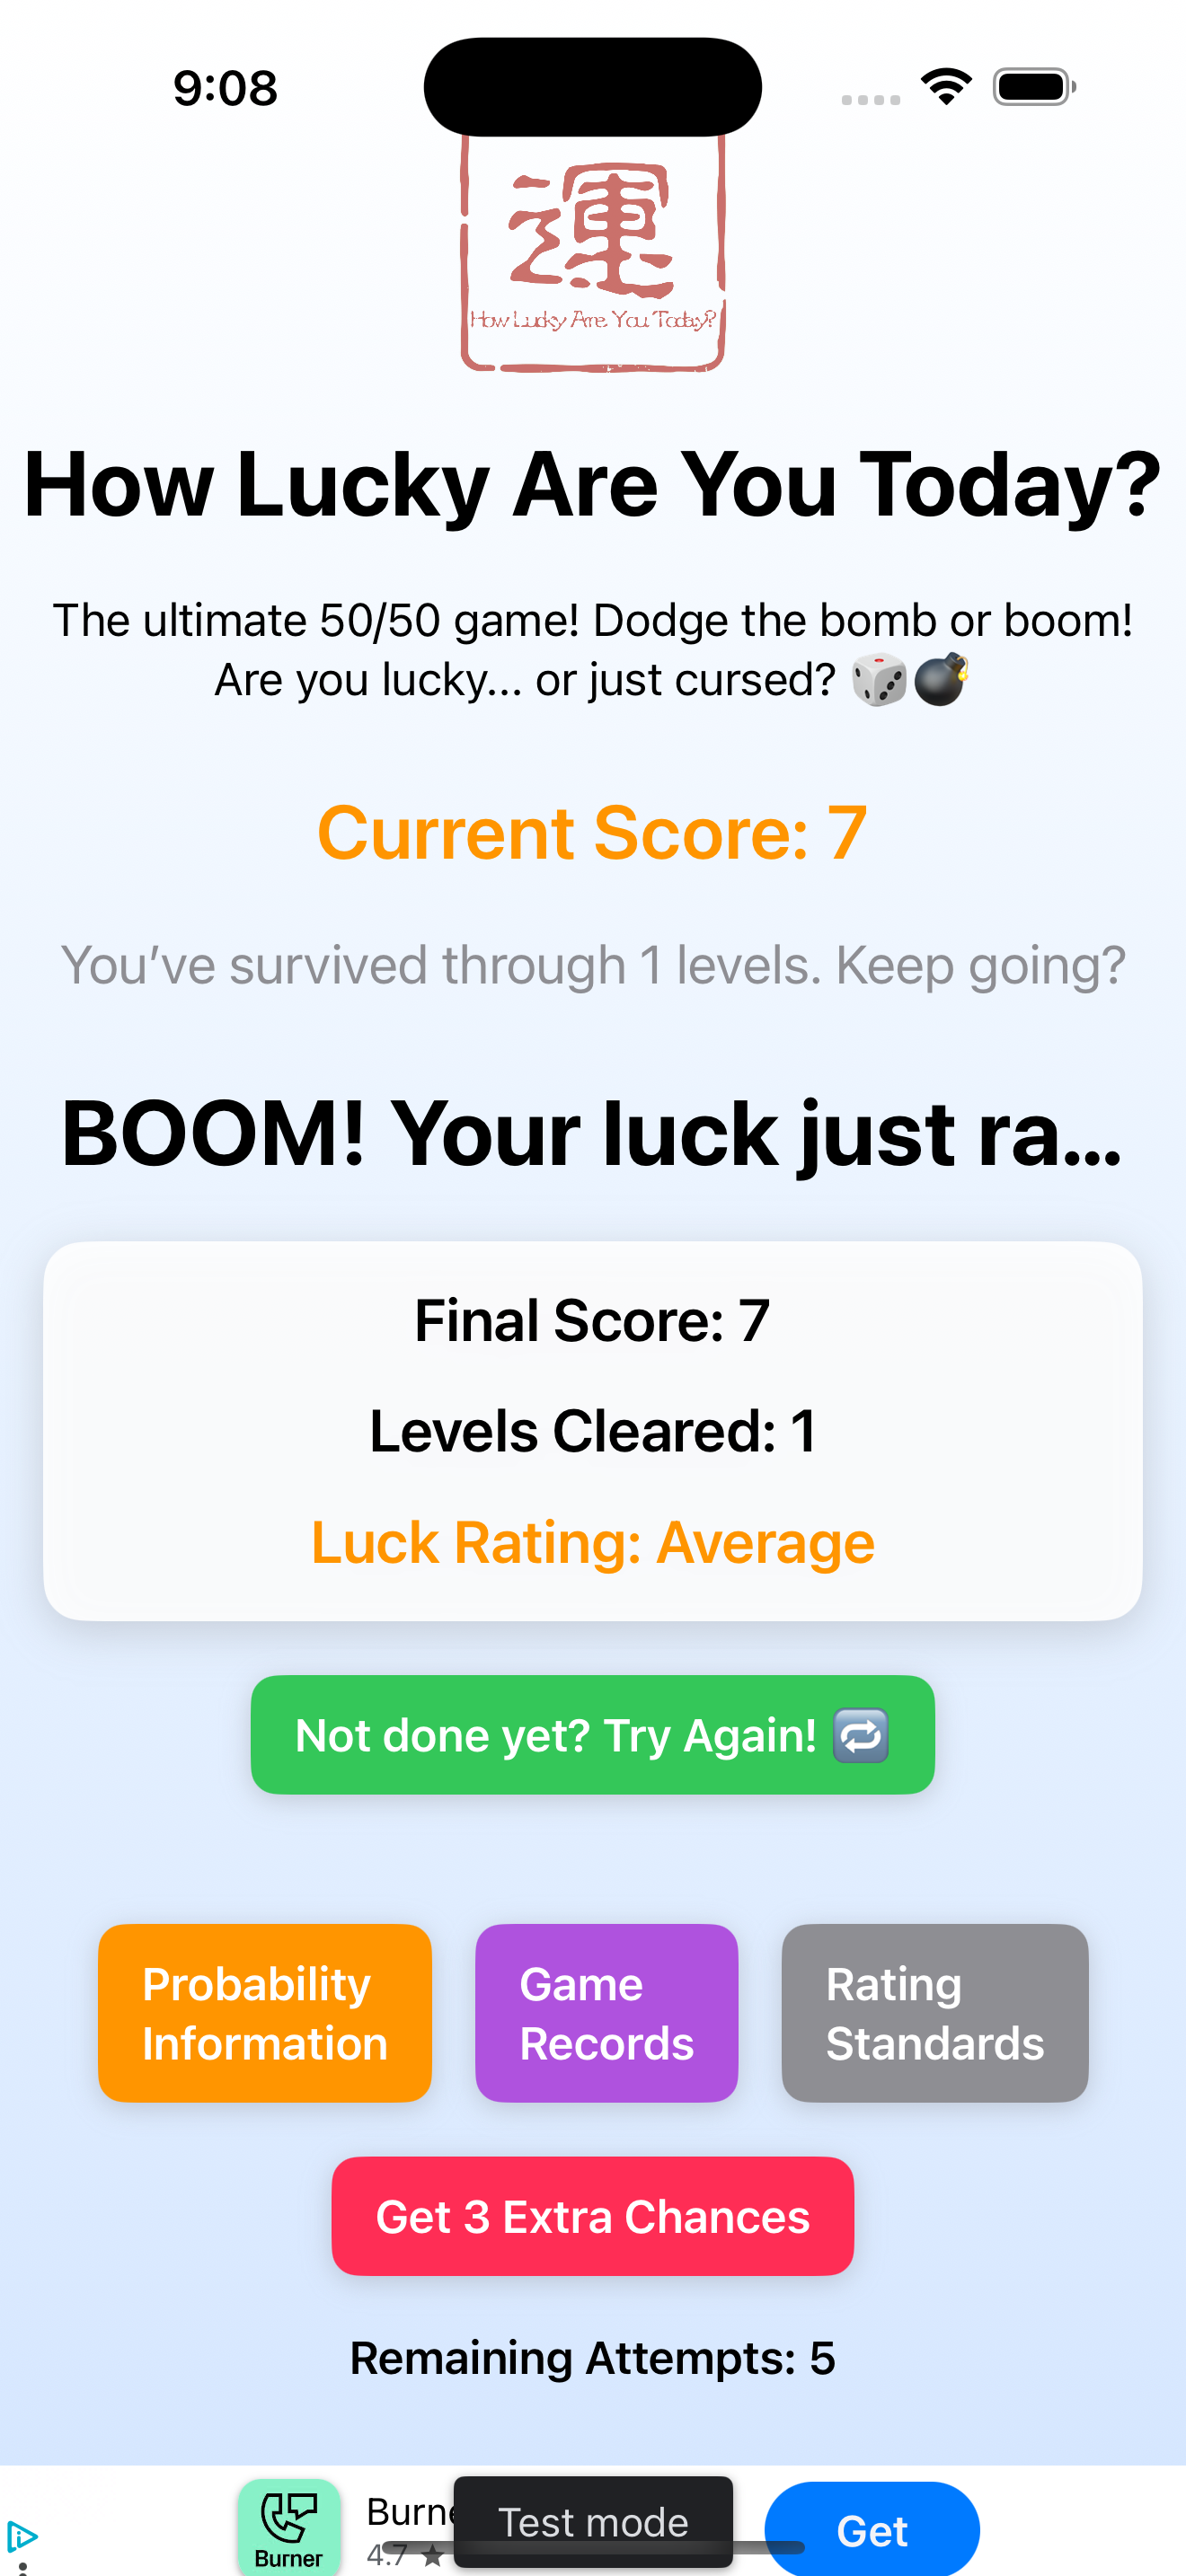 9:08
運
How Lucky Are You Today?
How Lucky Are You Today?
The ultimate 50/50 game! Dodge the bomb or boom!
Are you lucky... or just cursed? 🎲💣
Current Score: 7
You’ve survived through 1 levels. Keep going?
BOOM! Your luck just ra...
Final Score: 7
Levels Cleared: 1
Luck Rating: Average
Not done yet? Try Again! 🔁
Probability
Information
Game
Records
Rating
Standards
Get 3 Extra Chances
Remaining Attempts: 5
Burner
4.7 ★
Test mode
Get